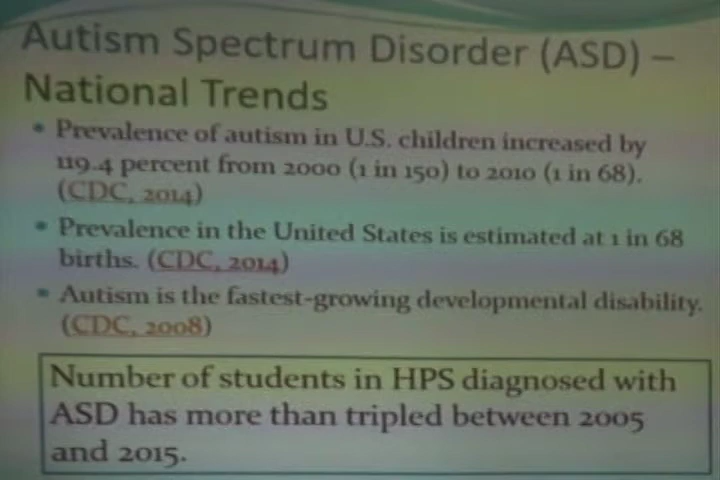 Autism Spectrum Disorder (ASD) –
National Trends
• Prevalence of autism in U.S. children increased by
119.4 percent from 2000 (1 in 150) to 2010 (1 in 68).
(CDC, 2014)
• Prevalence in the United States is estimated at 1 in 68
births. (CDC, 2014)
• Autism is the fastest-growing developmental disability.
(CDC, 2008)
Number of students in HPS diagnosed with
ASD has more than tripled between 2005
and 2015.